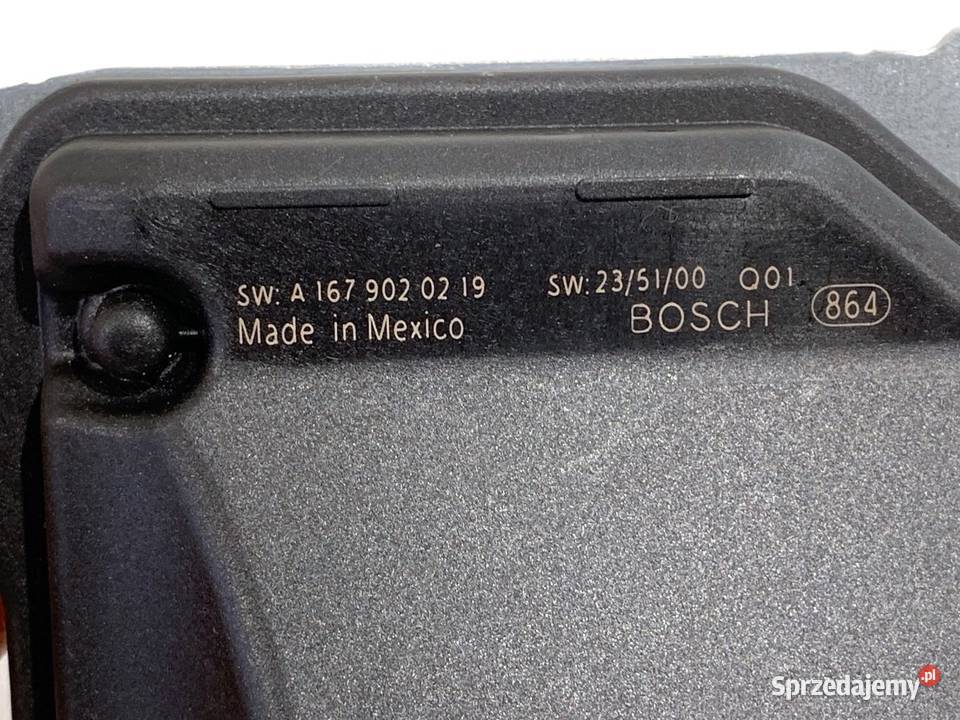 SW: A 167 902 02 19 SW: 23/51/00 Q01
Made in Mexico BOSCH 864
Sprzedajemy.pl